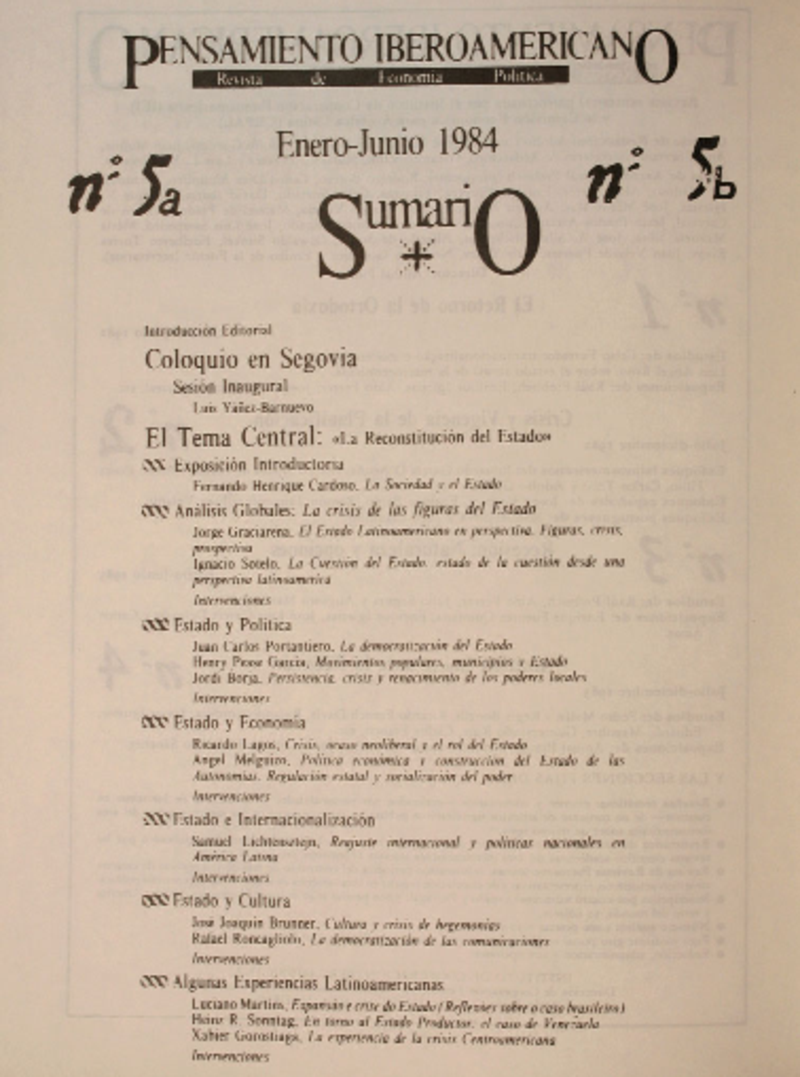 PENSAMIENTO IBEROAMERICANO
Revista de Economía Política
Enero-Junio 1984
nº 5a
nº 5b
SumariO
Introducción Editorial
Coloquio en Segovia
Sesión Inaugural
Luis Yáñez-Barnuevo
El Tema Central: «La Reconstitución del Estado»
Exposición Introductoria
Fernando Henrique Cardoso, La Sociedad y el Estado
Análisis Globales: La crisis de las figuras del Estado
Jorge Graciarena, El Estado Latinoamericano en perspectiva. Figuras, crisis,
prospectiva
Ignacio Sotelo, La Cuestión del Estado, estado de la cuestión desde una
perspectiva latinoamerica
Intervenciones
Estado y Política
Juan Carlos Portantiero, La democratización del Estado
Henry Pease García, Movimientos populares, municipios y Estado
Jordi Borja, Persistencia, crisis y renacimiento de los poderes locales
Intervenciones
Estado y Economía
Ricardo Lagos, Crisis, ocaso neoliberal y el rol del Estado
Angel Melguizo, Política económica y construcción del Estado de las
Autonomías. Regulación estatal y socialización del poder
Intervenciones
Estado e Internacionalización
Samuel Lichtensztejn, Reajuste internacional y políticas nacionales en
América Latina
Intervenciones
Estado y Cultura
José Joaquín Brunner, Cultura y crisis de hegemonías
Rafael Roncagliolo, La democratización de las comunicaciones
Intervenciones
Algunas Experiencias Latinoamericanas
Luciano Martins, Expansão e crise do Estado (Reflexões sobre o caso brasileiro)
Heinz R. Sonntag, En torno al Estado Productor, el caso de Venezuela
Xabier Gorostiaga, La experiencia de la crisis Centroamericana
Intervenciones